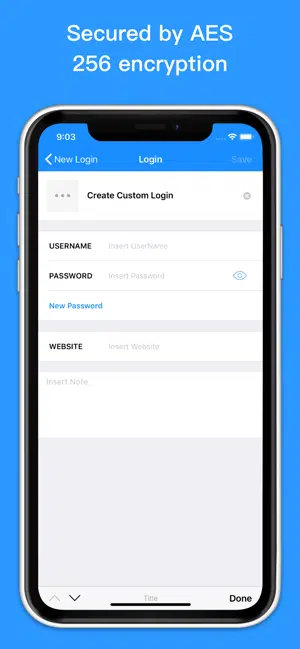 Secured by AES
256 encryption
9:03
New Login Login Save
Create Custom Login
USERNAME Insert UserName
PASSWORD Insert Password
New Password
WEBSITE Insert Website
Insert Note...
Title Done